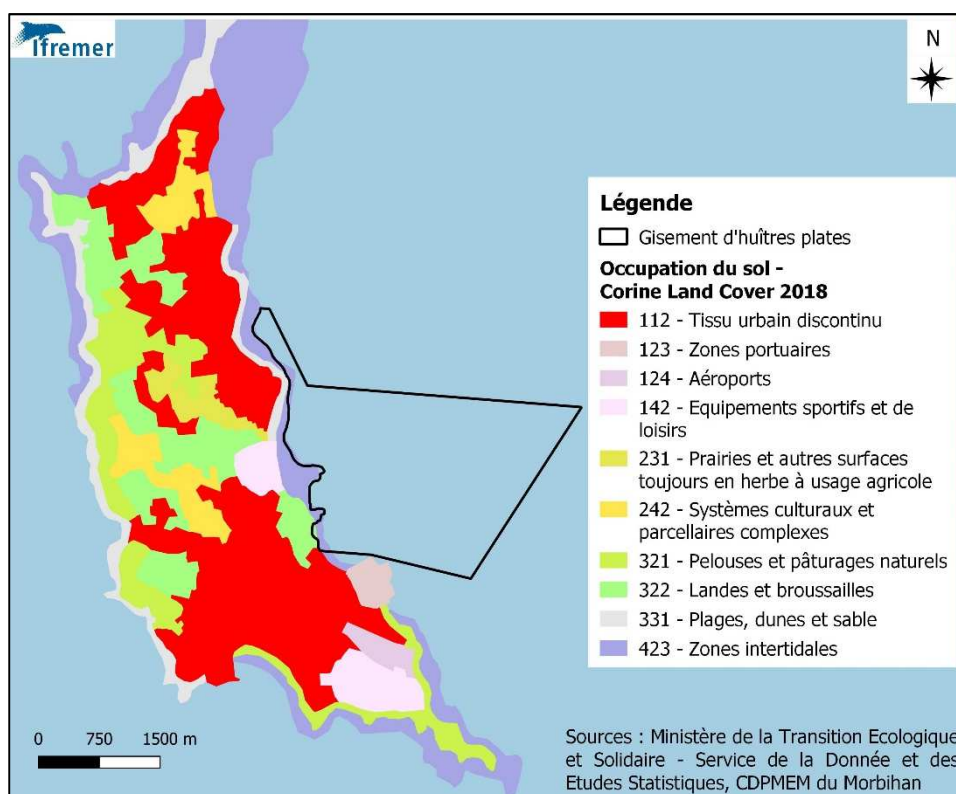 Ifremer
N
Légende
Gisement d'huîtres plates
Occupation du sol -
Corine Land Cover 2018
112 - Tissu urbain discontinu
123 - Zones portuaires
124 - Aéroports
142 - Equipements sportifs et de
loisirs
231 - Prairies et autres surfaces
toujours en herbe à usage agricole
242 - Systèmes culturaux et
parcellaires complexes
321 - Pelouses et pâturages naturels
322 - Landes et broussailles
331 - Plages, dunes et sable
423 - Zones intertidales
0 750 1500 m
Sources : Ministère de la Transition Ecologique
et Solidaire - Service de la Donnée et des
Etudes Statistiques, CDPMEM du Morbihan